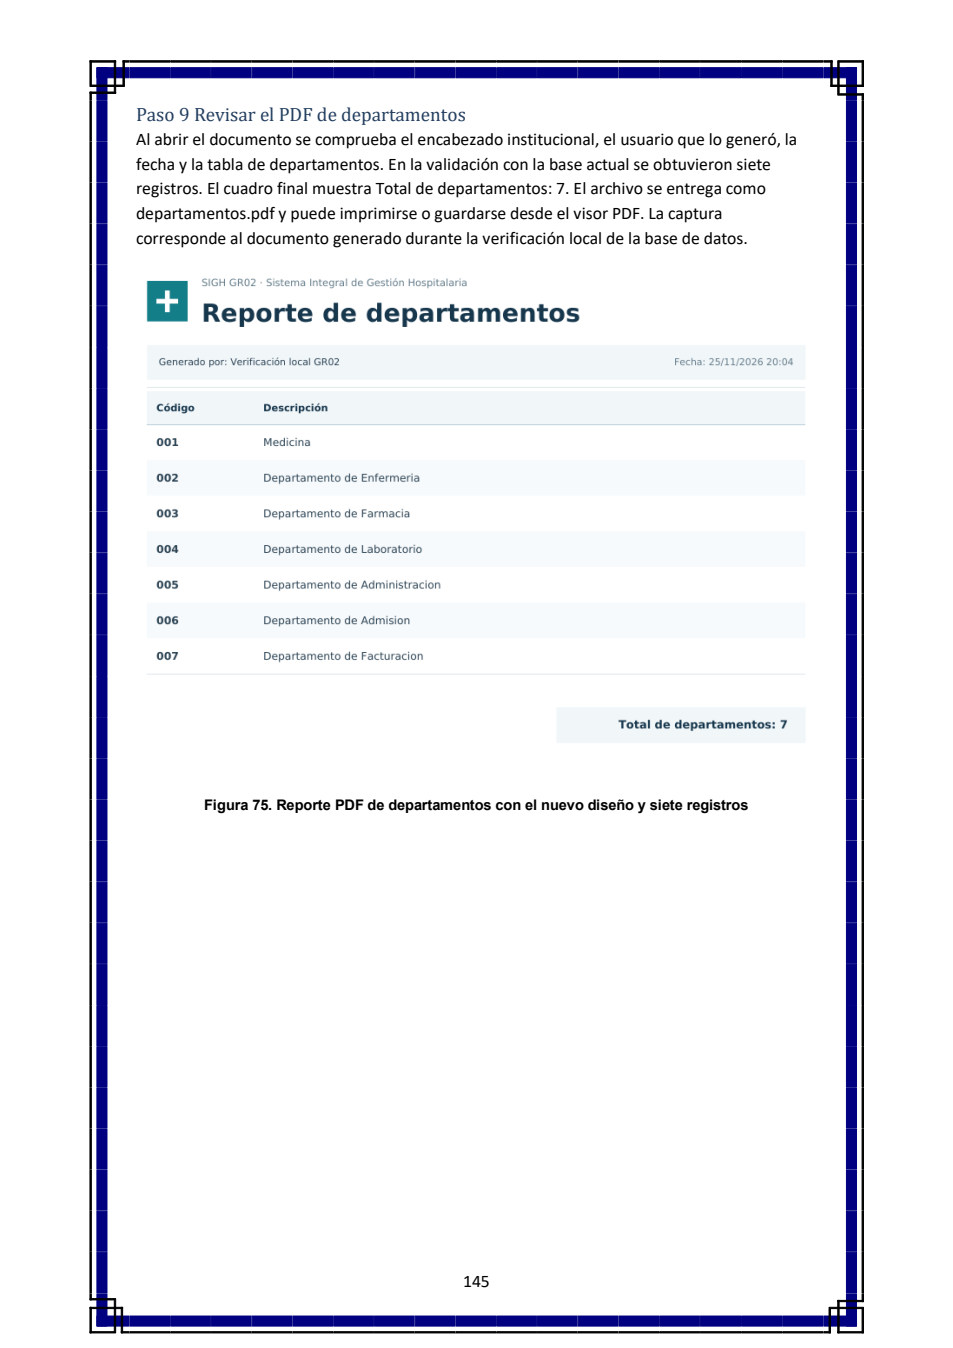 Paso 9 Revisar el PDF de departamentos
Al abrir el documento se comprueba el encabezado institucional, el usuario que lo generó, la
fecha y la tabla de departamentos. En la validación con la base actual se obtuvieron siete
registros. El cuadro final muestra Total de departamentos: 7. El archivo se entrega como
departamentos.pdf y puede imprimirse o guardarse desde el visor PDF. La captura
corresponde al documento generado durante la verificación local de la base de datos.
SIGH GR02 · Sistema Integral de Gestión Hospitalaria
Reporte de departamentos
Generado por: Verificación local GR02 Fecha: 25/11/2026 20:04
Código Descripción
001 Medicina
002 Departamento de Enfermeria
003 Departamento de Farmacia
004 Departamento de Laboratorio
005 Departamento de Administracion
006 Departamento de Admision
007 Departamento de Facturacion
Total de departamentos: 7
Figura 75. Reporte PDF de departamentos con el nuevo diseño y siete registros
145